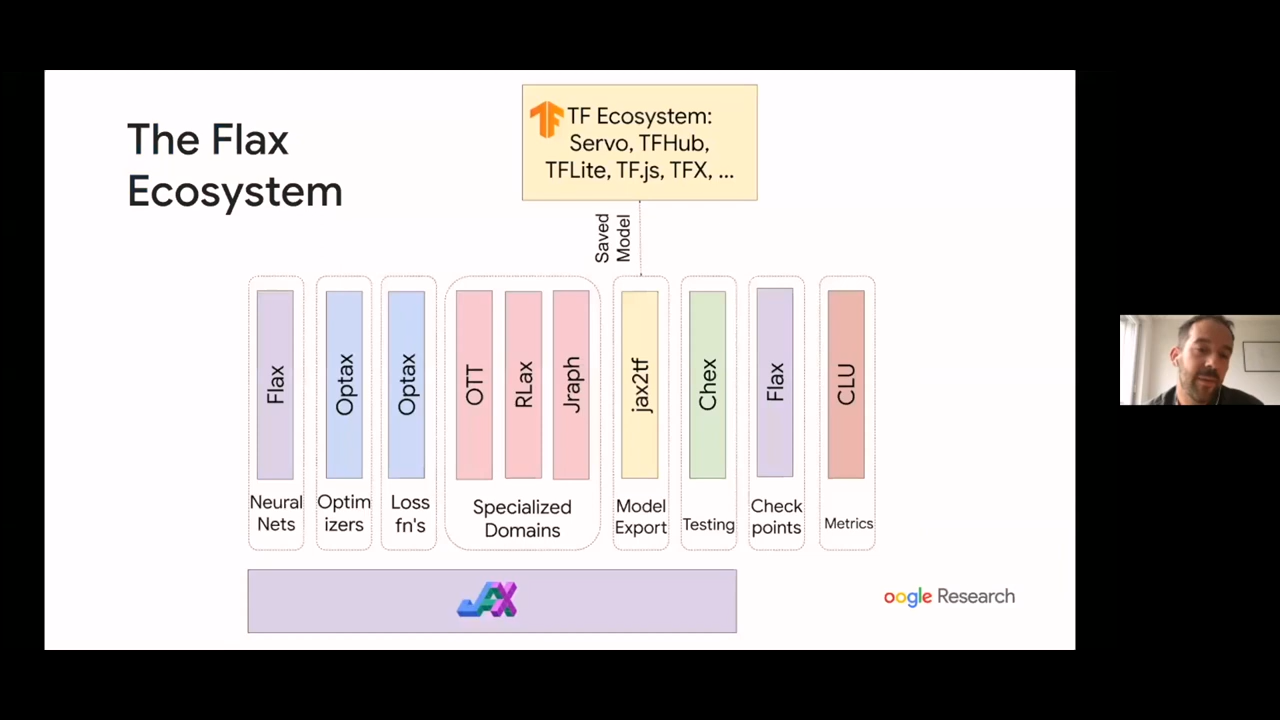 The Flax
Ecosystem
TF Ecosystem:
Servo, TFHub,
TFLite, TF.js, TFX, ...
Saved
Model
Flax
Optax
Optax
OTT
RLax
Jraph
jax2tf
Chex
Flax
CLU
Neural
Nets
Optim
izers
Loss
fn's
Specialized
Domains
Model
Export
Testing
Check
points
Metrics
JAX
oogle Research